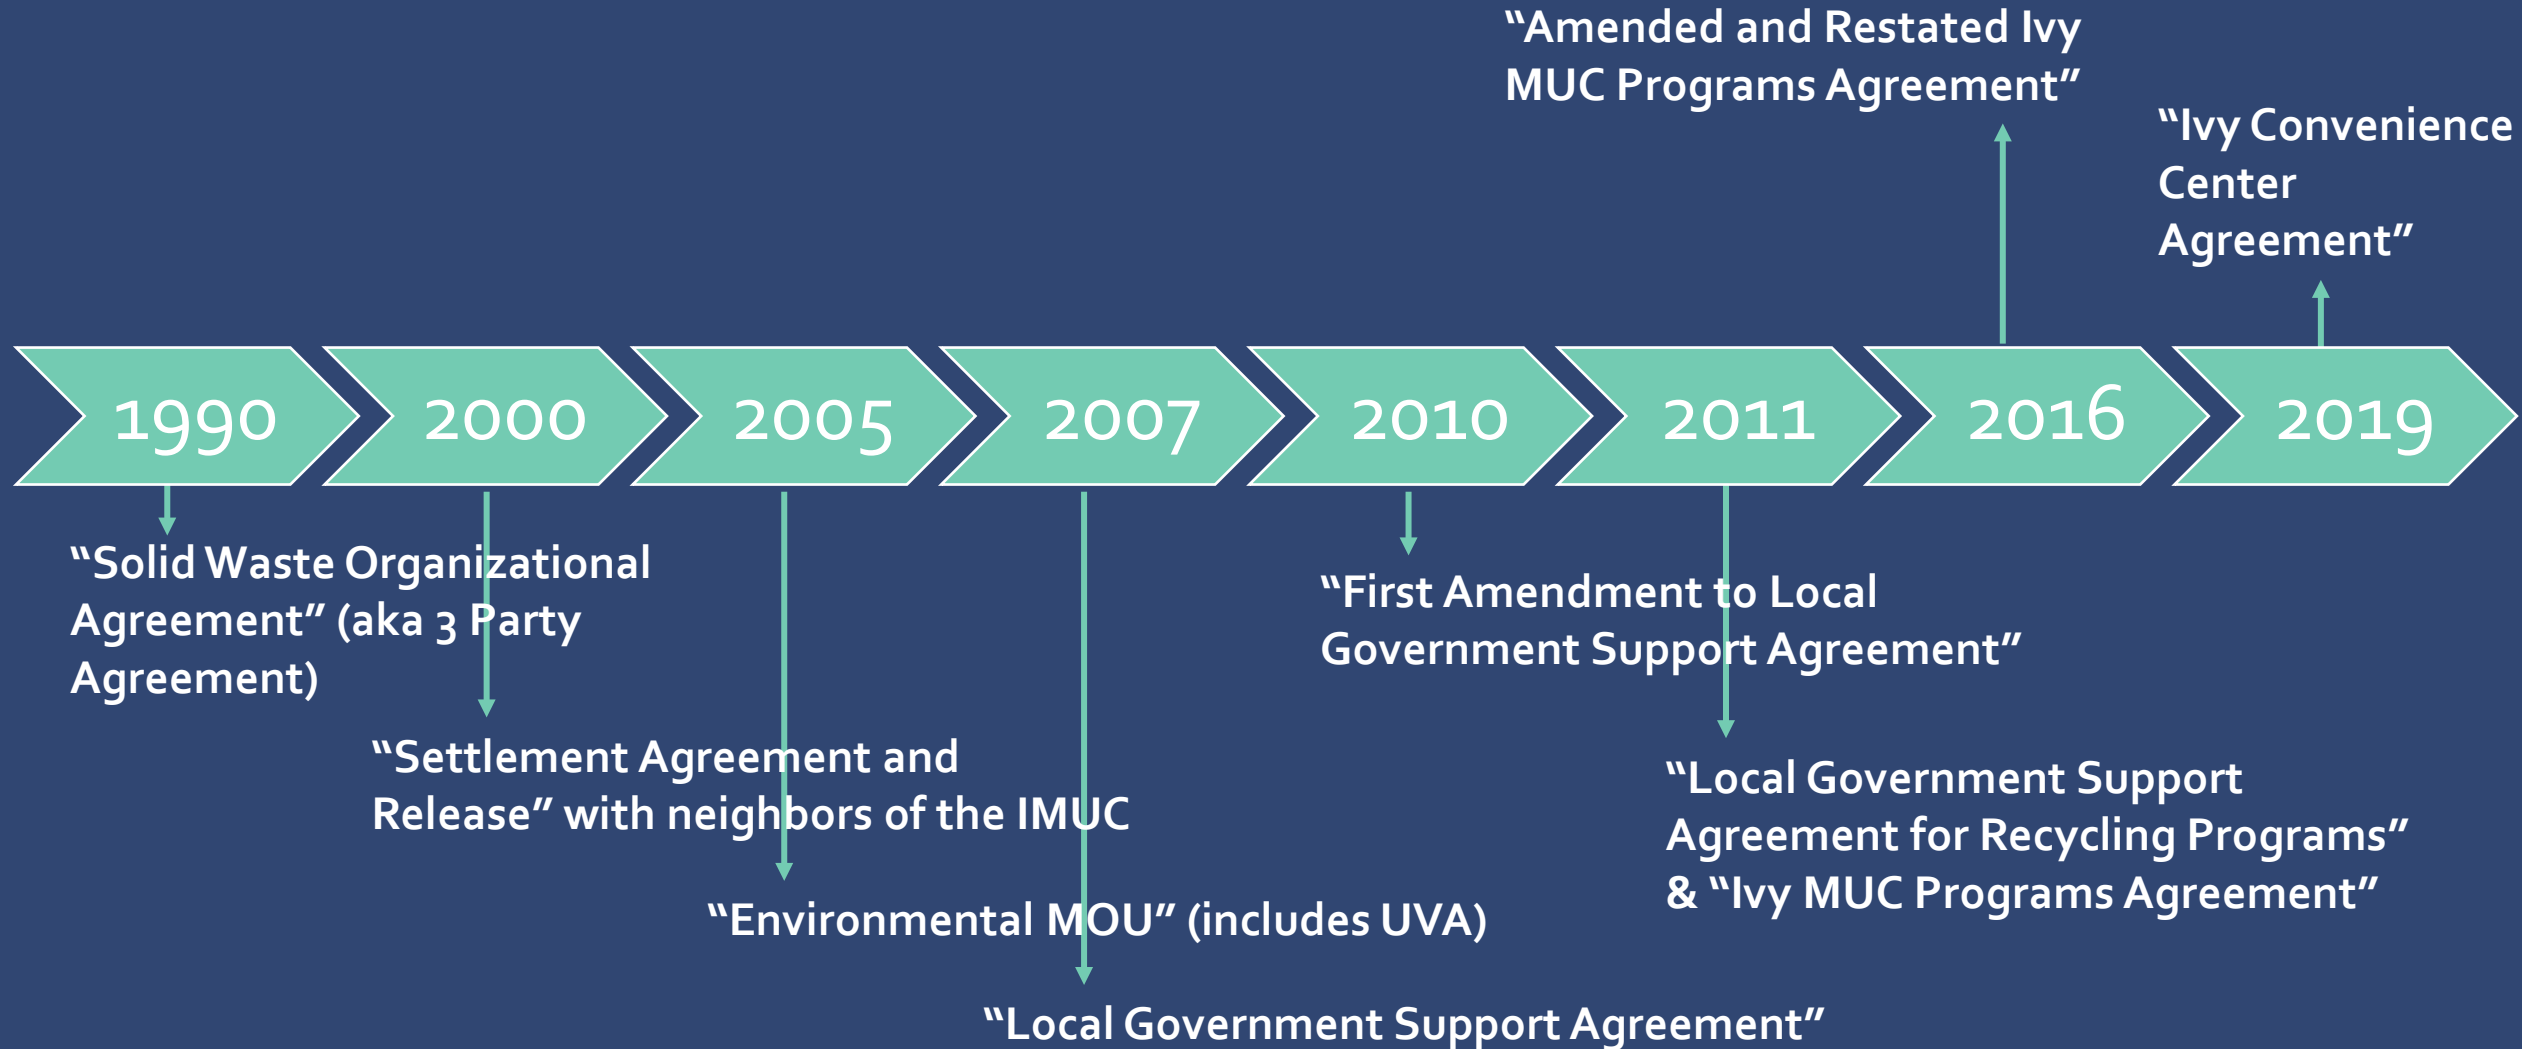 “Amended and Restated Ivy
MUC Programs Agreement”
“Ivy Convenience
Center
Agreement”
1990
2000
2005
2007
2010
2011
2016
2019
“Solid Waste Organizational
Agreement” (aka 3 Party
Agreement)
“First Amendment to Local
Government Support Agreement”
“Settlement Agreement and
Release” with neighbors of the IMUC
“Local Government Support
Agreement for Recycling Programs”
& “Ivy MUC Programs Agreement”
“Environmental MOU” (includes UVA)
“Local Government Support Agreement”